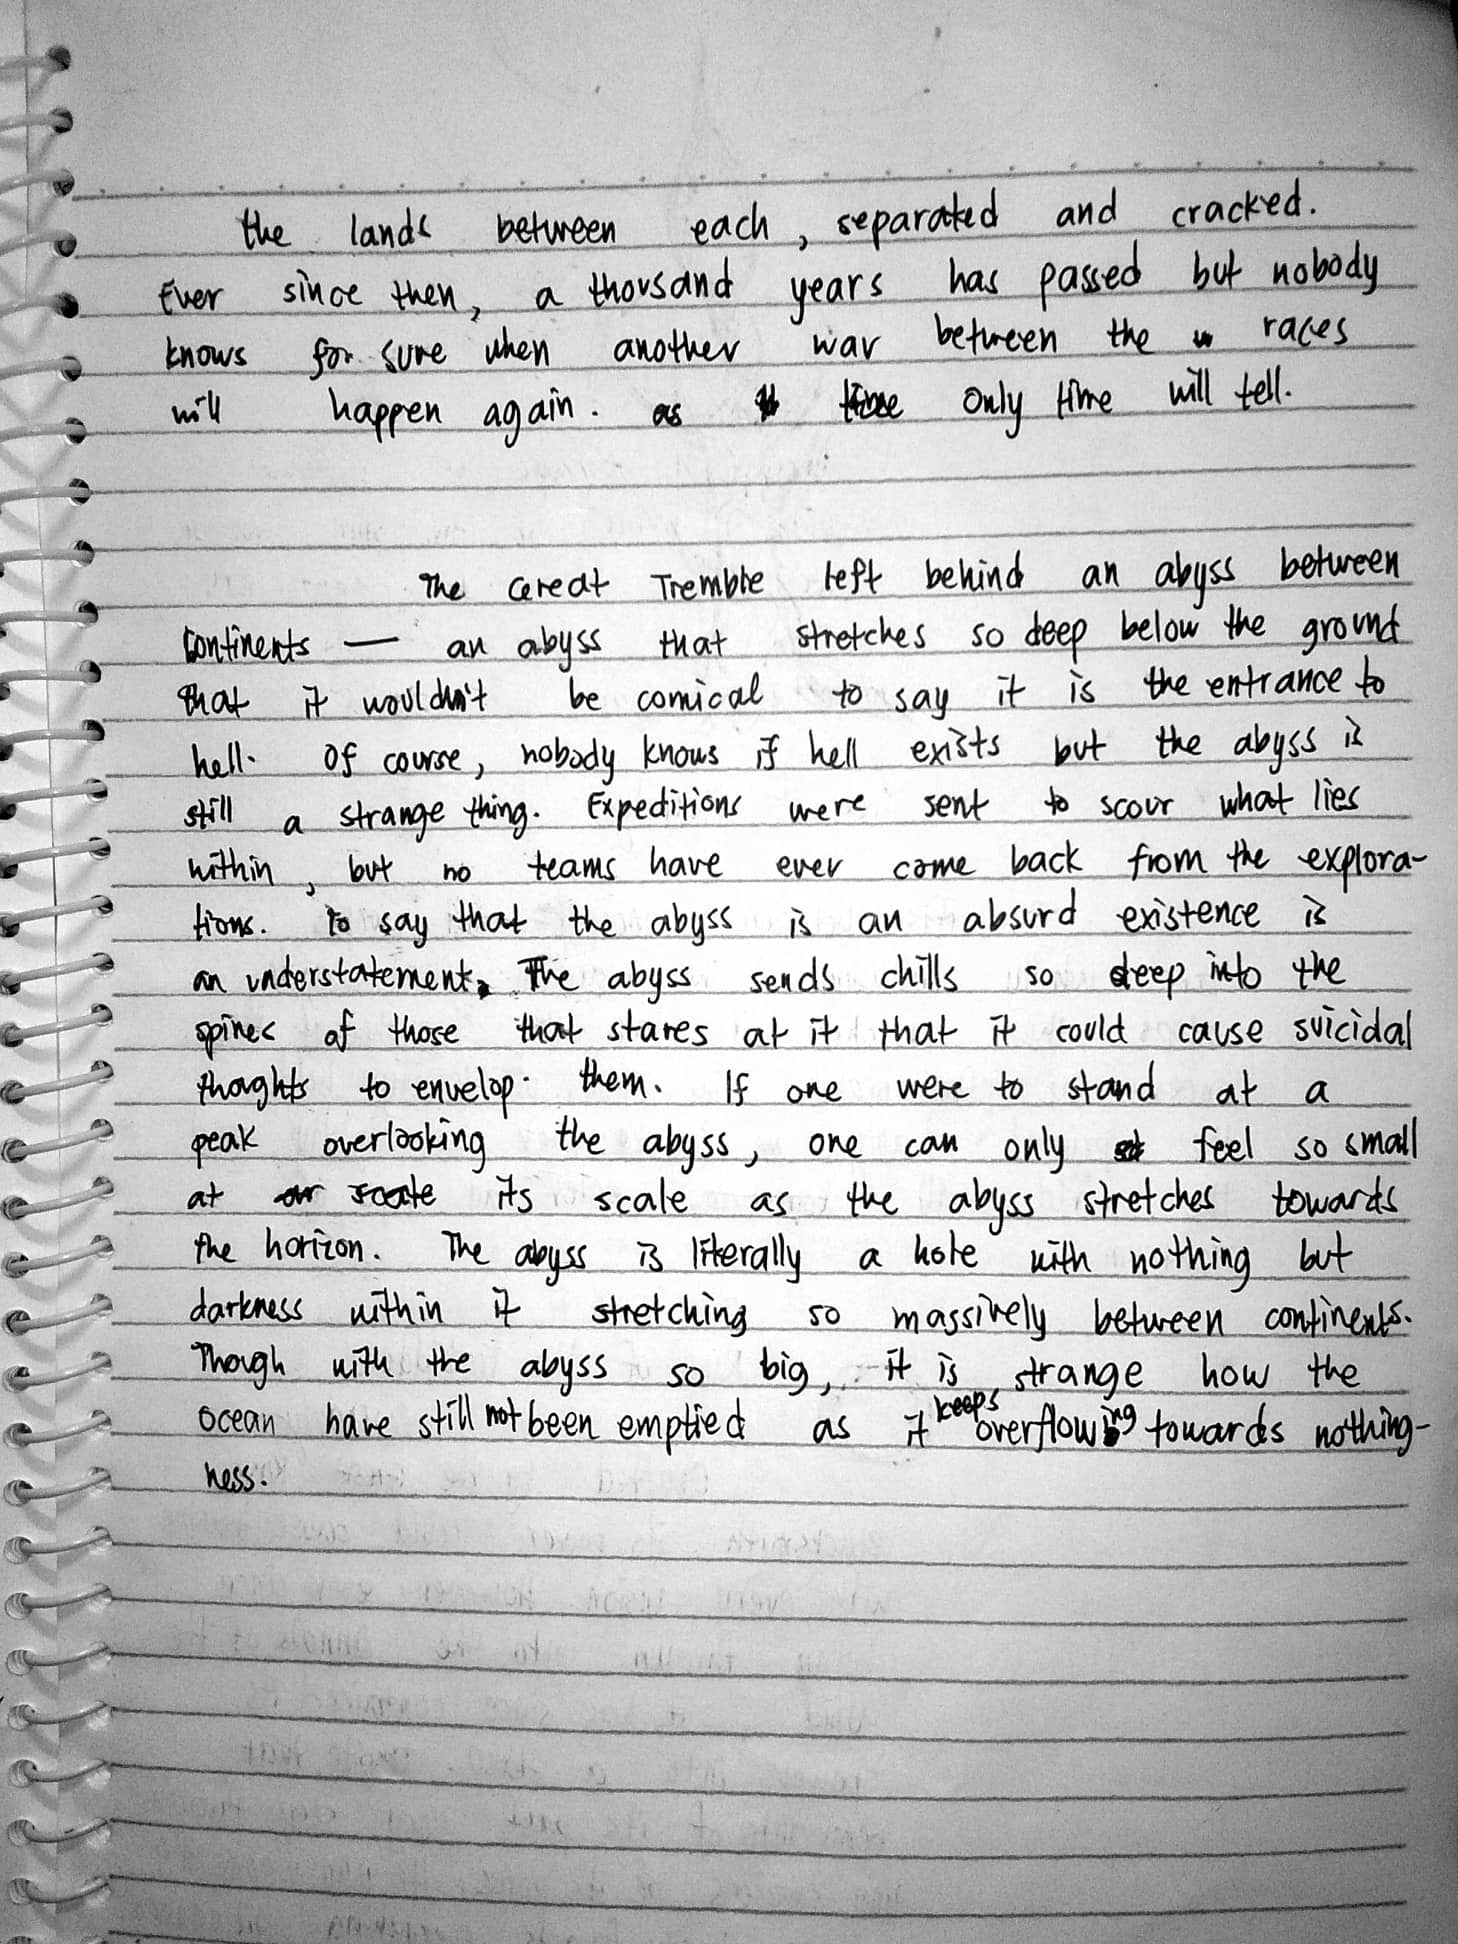 the lands between each, separated and cracked.
Ever since then, a thousand years has passed but nobody
knows for sure when another war between the races
will happen again. as time only time will tell.
The Great Tremble left behind an abyss between
continents — an abyss that stretches so deep below the ground
that it wouldn't be comical to say it is the entrance to
hell. Of course, nobody knows if hell exists but the abyss is
still a strange thing. Expeditions were sent to scour what lies
within, but no teams have ever come back from the explora-
tions. To say that the abyss is an absurd existence is
an understatement. The abyss sends chills so deep into the
spines of those that stares at it that it could cause suicidal
thoghts to envelop them. If one were to stand at a
peak overlooking the abyss, one can only feel so small
at its scale as the abyss stretches towards
the horizon. The abyss is literally a hole with nothing but
darkness within it stretching so massively between continents.
Though with the abyss so big, it is strange how the
ocean have still not been emptied as it keeps overflowing towards nothing-
ness.